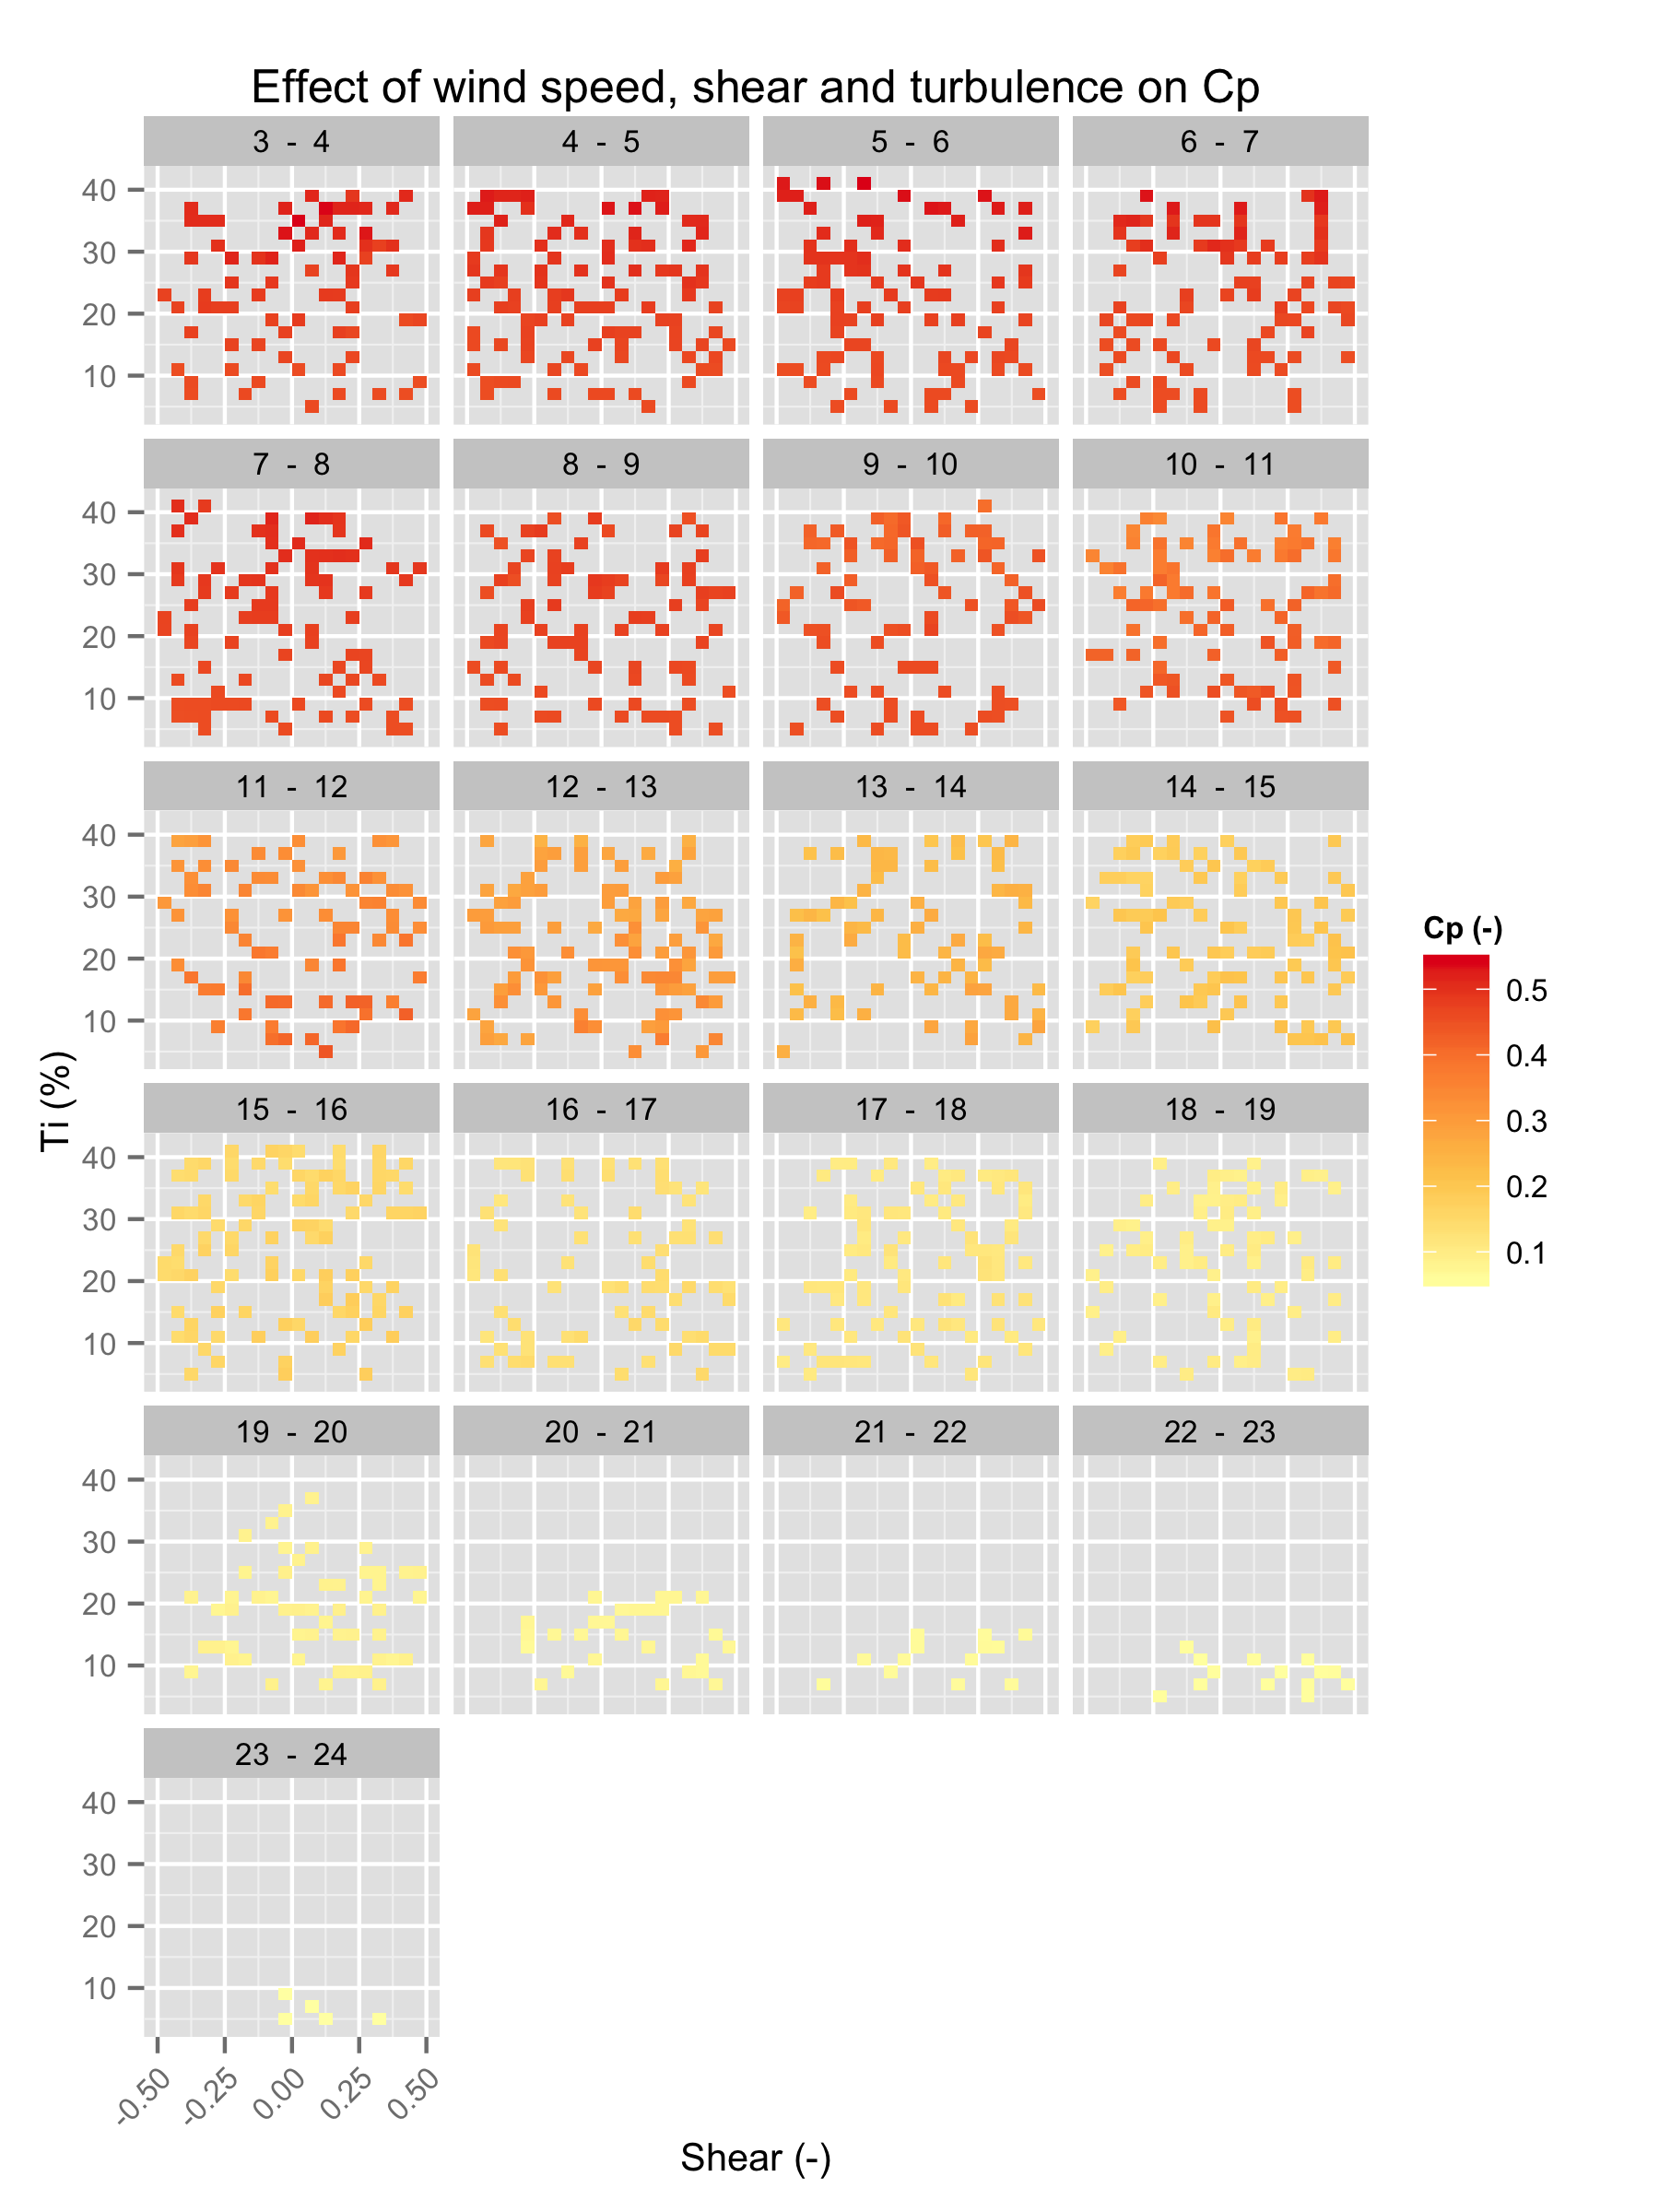 Effect of wind speed, shear and turbulence on Cp
3 - 4
4 - 5
5 - 6
6 - 7
40
30
20
10
7 - 8
8 - 9
9 - 10
10 - 11
40
30
20
10
11 - 12
12 - 13
13 - 14
14 - 15
40
30
20
10
Ti (%)
15 - 16
16 - 17
17 - 18
18 - 19
40
30
20
10
19 - 20
20 - 21
21 - 22
22 - 23
40
30
20
10
23 - 24
40
30
20
10
-0.50
-0.25
0.00
0.25
0.50
Shear (-)
Cp (-)
0.5
0.4
0.3
0.2
0.1